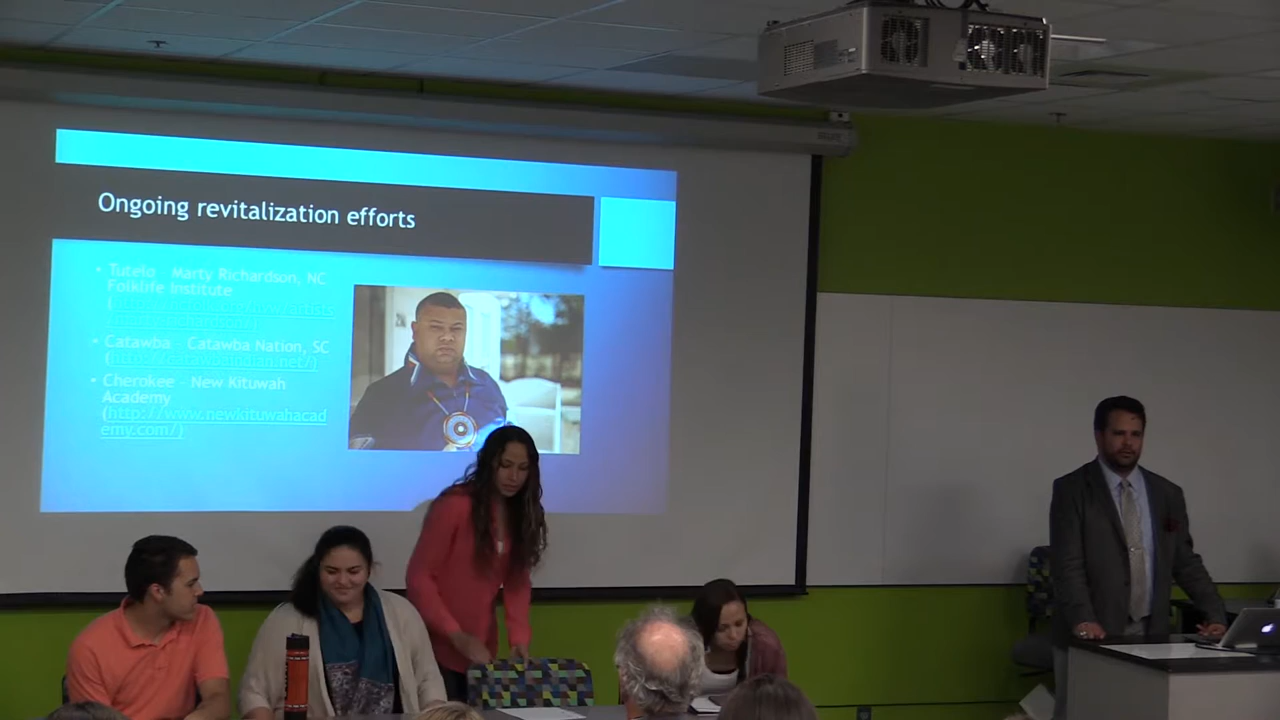 Ongoing revitalization efforts
• Tutelo – Marty Richardson, NC
Folklife Institute
(
• Catawba – Catawba Nation, SC
(
• Cherokee – New Kituwah
Academy
(http://www.newkituwahacad
emy.com/)